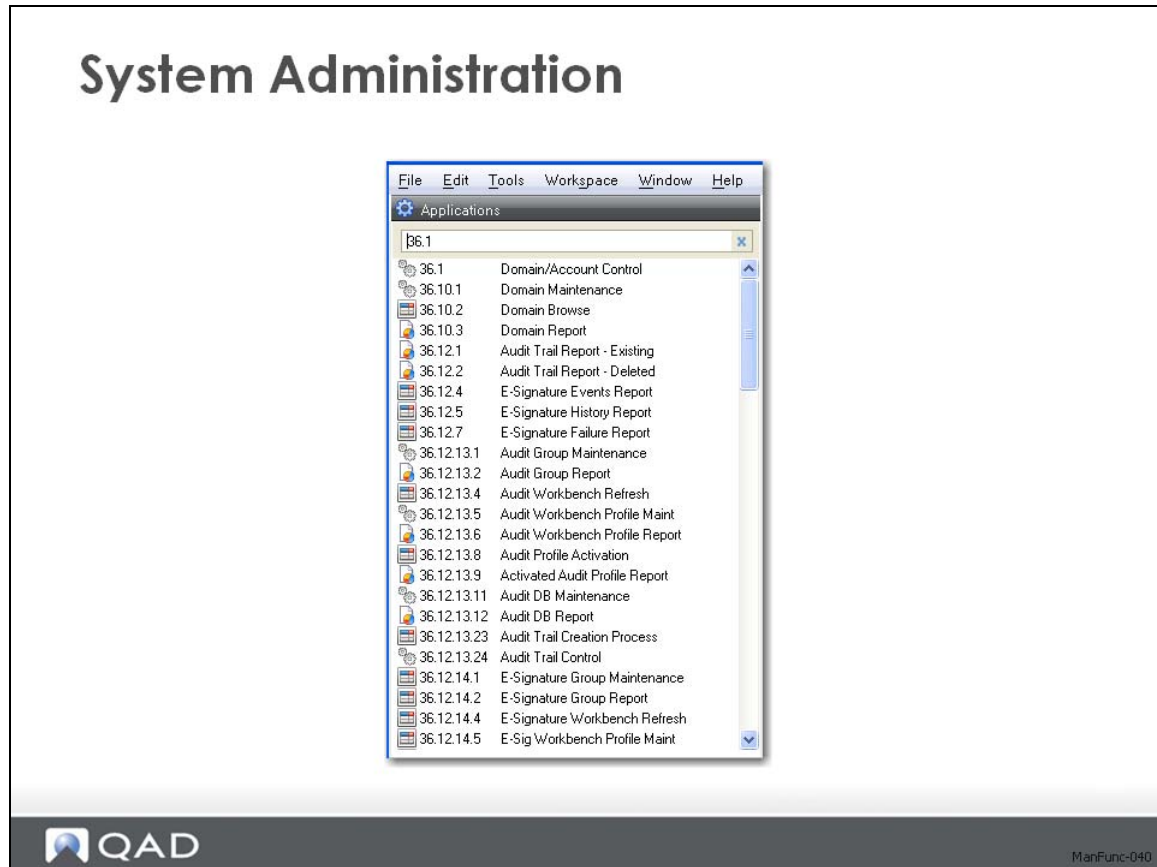 System Administration
File Edit Tools Workspace Window Help
Applications
36.1
36.1 Domain/Account Control
36.10.1 Domain Maintenance
36.10.2 Domain Browse
36.10.3 Domain Report
36.12.1 Audit Trail Report - Existing
36.12.2 Audit Trail Report - Deleted
36.12.4 E-Signature Events Report
36.12.5 E-Signature History Report
36.12.7 E-Signature Failure Report
36.12.13.1 Audit Group Maintenance
36.12.13.2 Audit Group Report
36.12.13.4 Audit Workbench Refresh
36.12.13.5 Audit Workbench Profile Maint
36.12.13.6 Audit Workbench Profile Report
36.12.13.8 Audit Profile Activation
36.12.13.9 Activated Audit Profile Report
36.12.13.11 Audit DB Maintenance
36.12.13.12 Audit DB Report
36.12.13.23 Audit Trail Creation Process
36.12.13.24 Audit Trail Control
36.12.14.1 E-Signature Group Maintenance
36.12.14.2 E-Signature Group Report
36.12.14.4 E-Signature Workbench Refresh
36.12.14.5 E-Sig Workbench Profile Maint
QAD
ManFunc-040